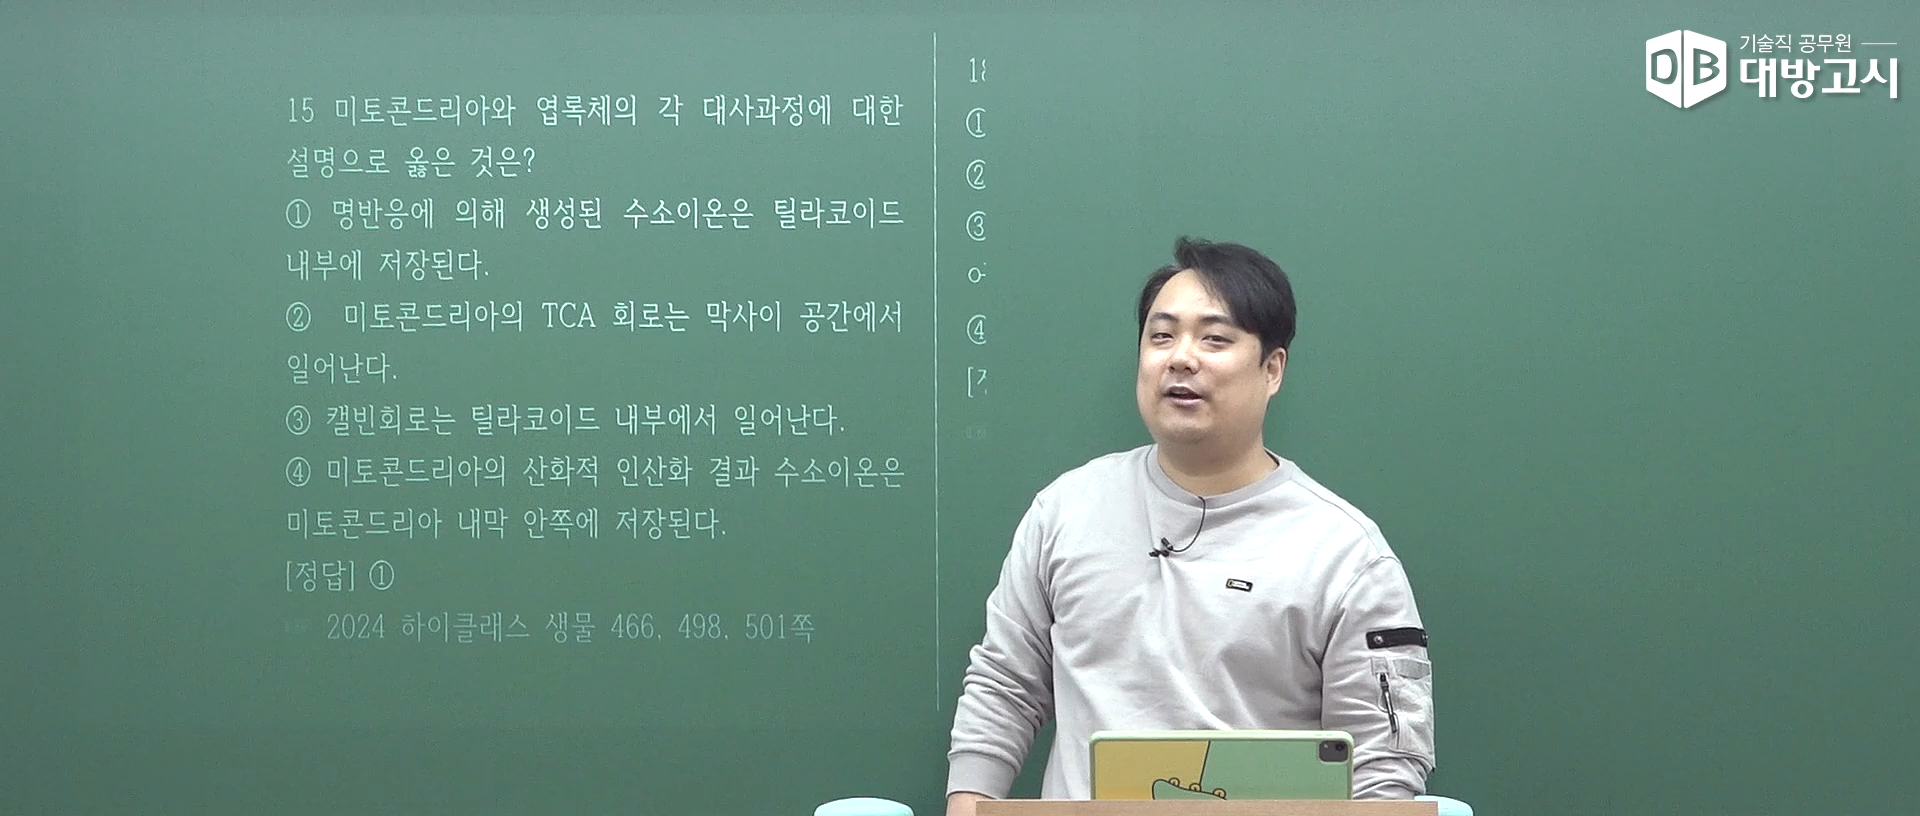 15 미토콘드리아와 엽록체의 각 대사과정에 대한
설명으로 옳은 것은?
① 명반응에 의해 생성된 수소이온은 틸라코이드
내부에 저장된다.
② 미토콘드리아의 TCA 회로는 막사이 공간에서
일어난다.
③ 캘빈회로는 틸라코이드 내부에서 일어난다.
④ 미토콘드리아의 산화적 인산화 결과 수소이온은
미토콘드리아 내막 안쪽에 저장된다.
[정답] ①
2024 하이클래스 생물 466, 498, 501쪽
①
②
③
④
DB
기술직 공무원
대방고시